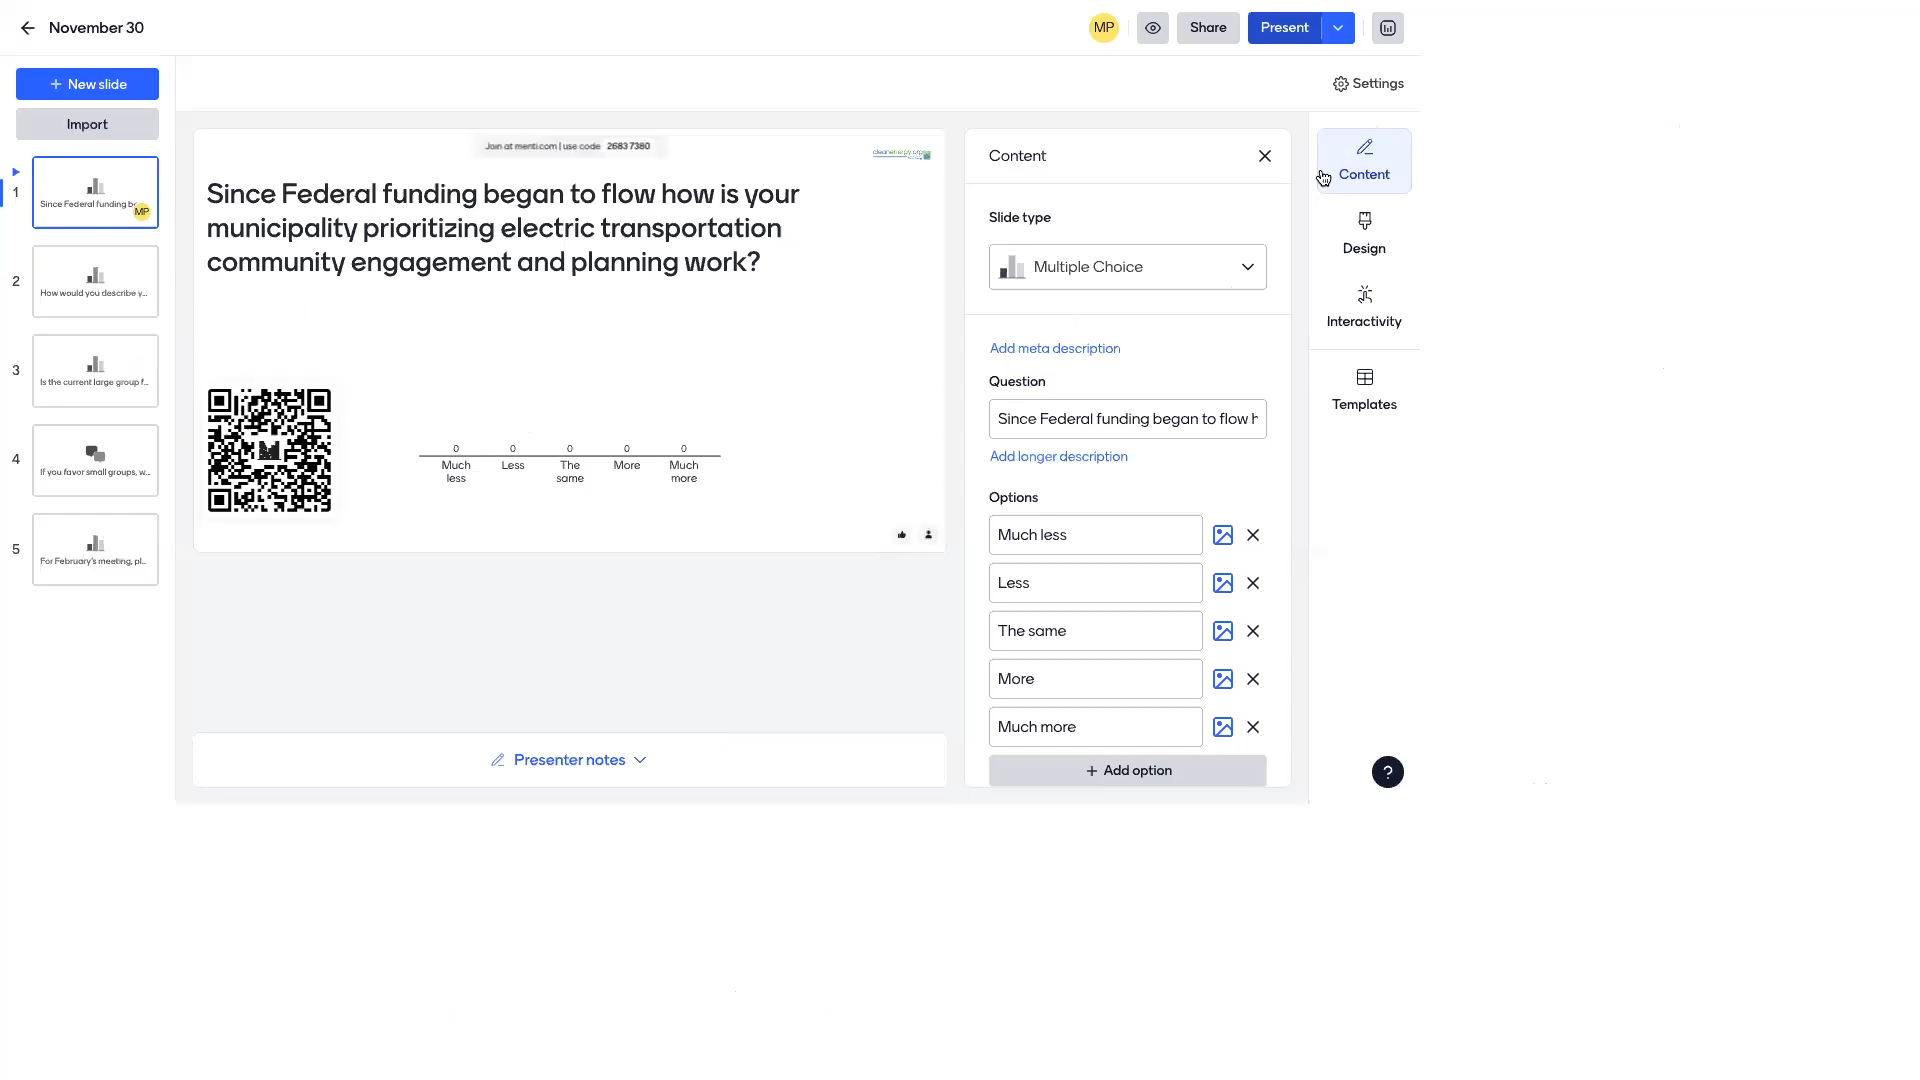 November 30
MP
Share
Present
New slide
Import
Settings
1
Since Federal funding be
MP
2
How would you describe y...
3
Is the current large group f...
4
If you favor small groups, w...
5
For February's meeting, pl...
Join at menti.com | use code 2683 7380
cleanenergy.org
Since Federal funding began to flow how is your
municipality prioritizing electric transportation
community engagement and planning work?
0 0 0 0 0
Much less
Less
The same
More
Much more
Presenter notes
Content
Slide type
Multiple Choice
Add meta description
Question
Since Federal funding began to flow h
Add longer description
Options
Much less
Less
The same
More
Much more
Add option
Content
Design
Interactivity
Templates
?